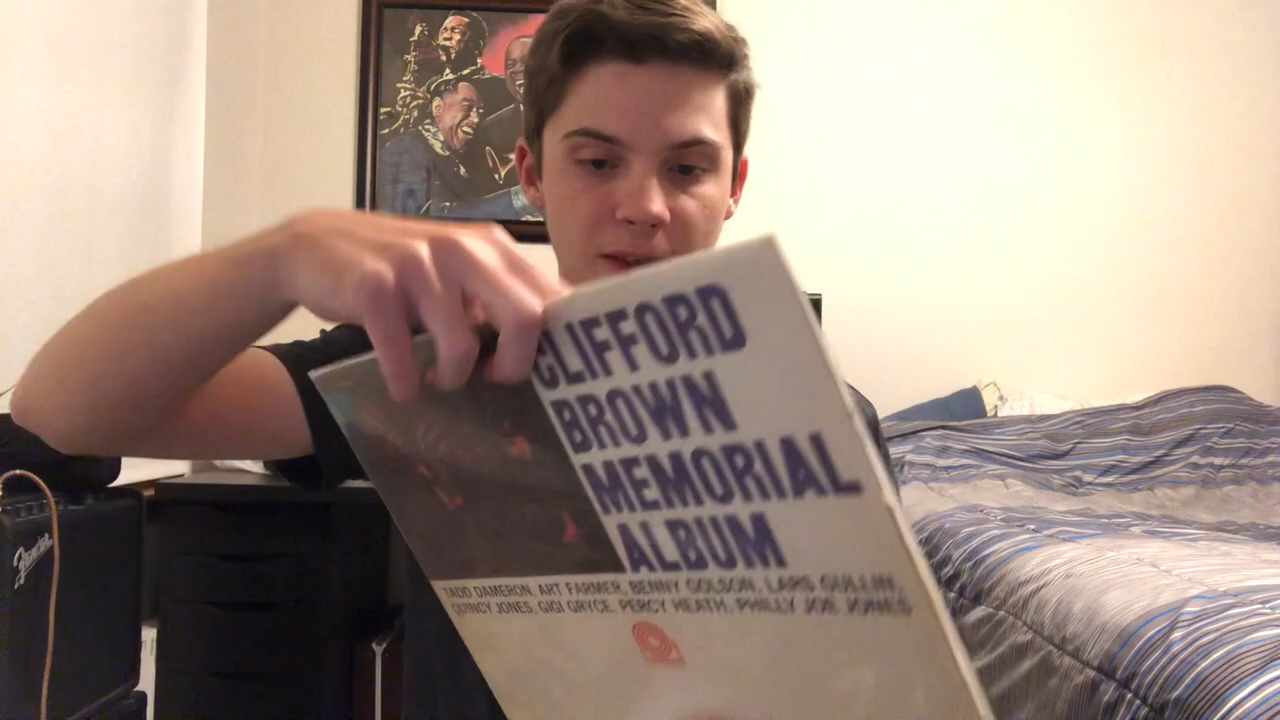 CLIFFORD
BROWN
MEMORIAL
ALBUM
TADD DAMERON, ART FARMER, BENNY GOLSON, LARS GULLIN,
QUINCY JONES, GIGI GRYCE, PERCY HEATH, PHILLY JOE JONES
Fender